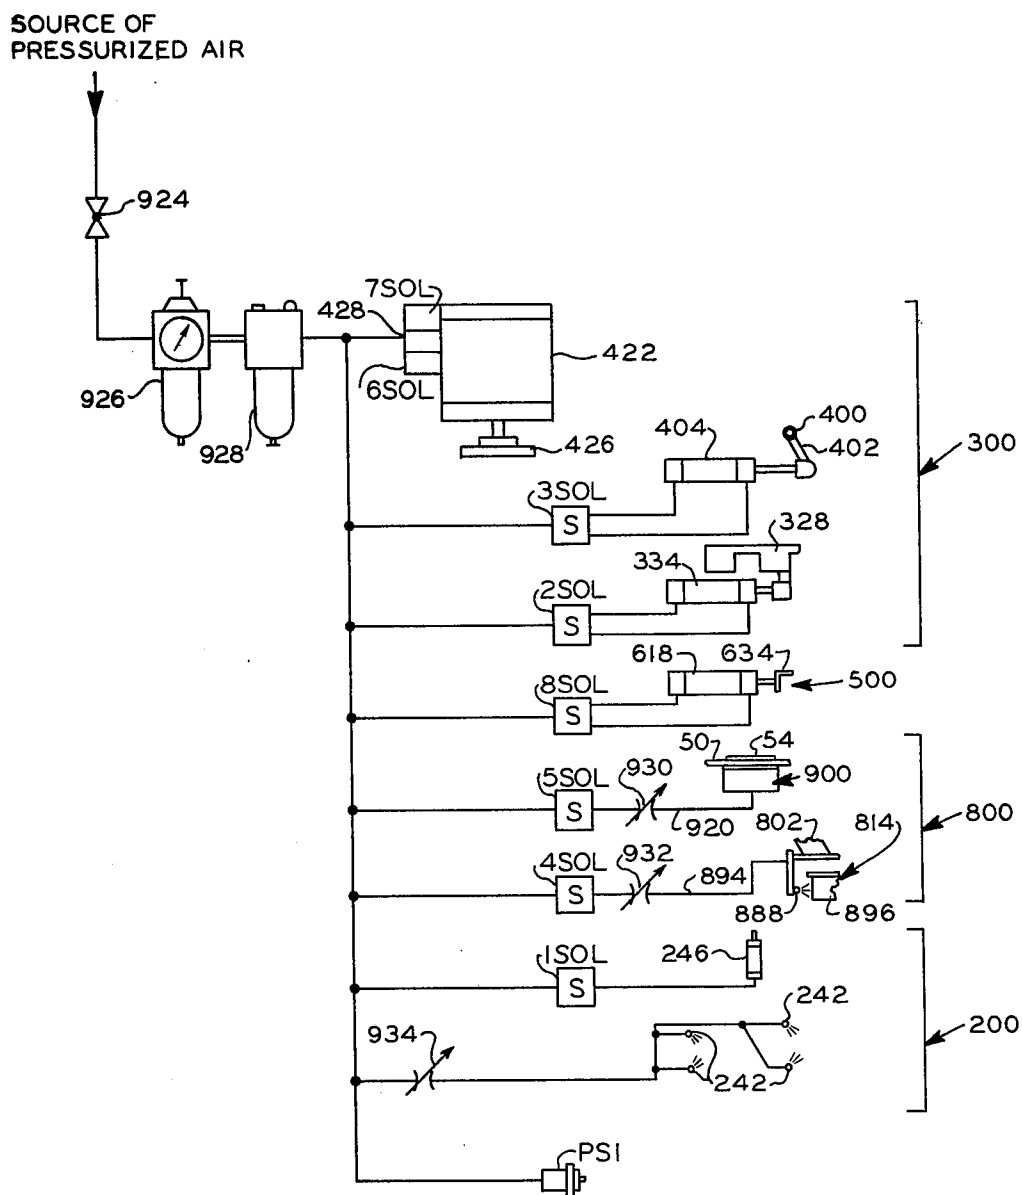 SOURCE OF
PRESSURIZED AIR
924
7SOL
428
422
6SOL
926
928
426
400
404
402
300
3SOL
S
328
334
2SOL
S
618
634
500
8SOL
S
50
54
930
900
5SOL
S
920
800
802
814
932
4SOL
S
894
888
896
246
1SOL
S
242
200
934
242
PS1